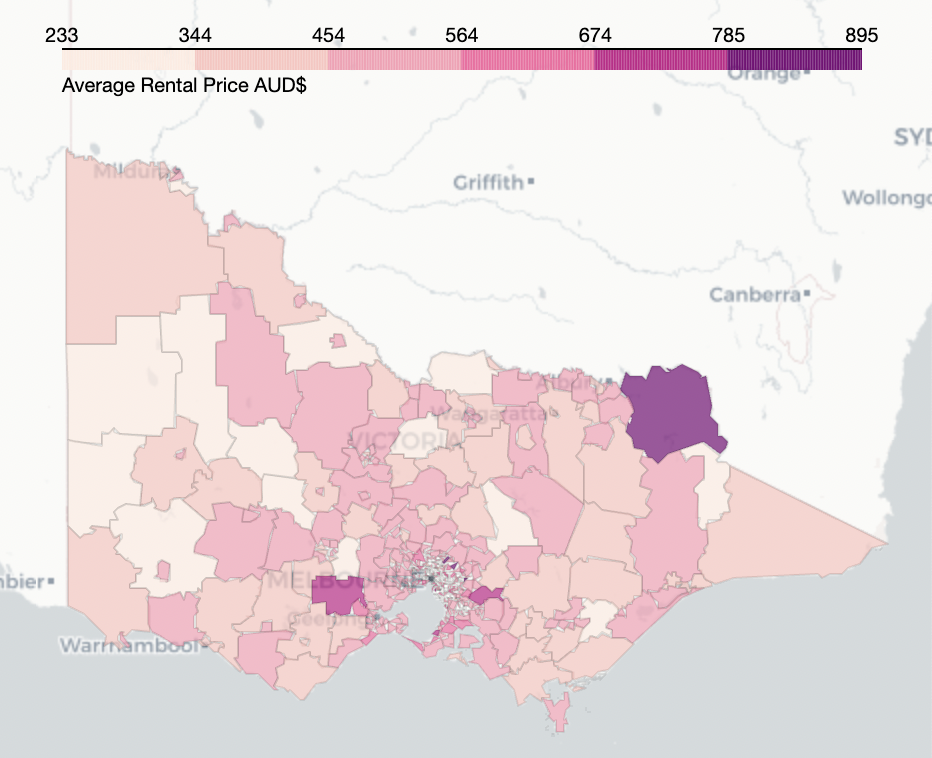 233 344 454 564 674 785 895
Average Rental Price AUD$
Orange
SYD
Mildura
Griffith
Wollongo
Canberra
Albury
Wangaratta
VICTORIA
MELBOURNE
nbier
Geelong
Warrnambool